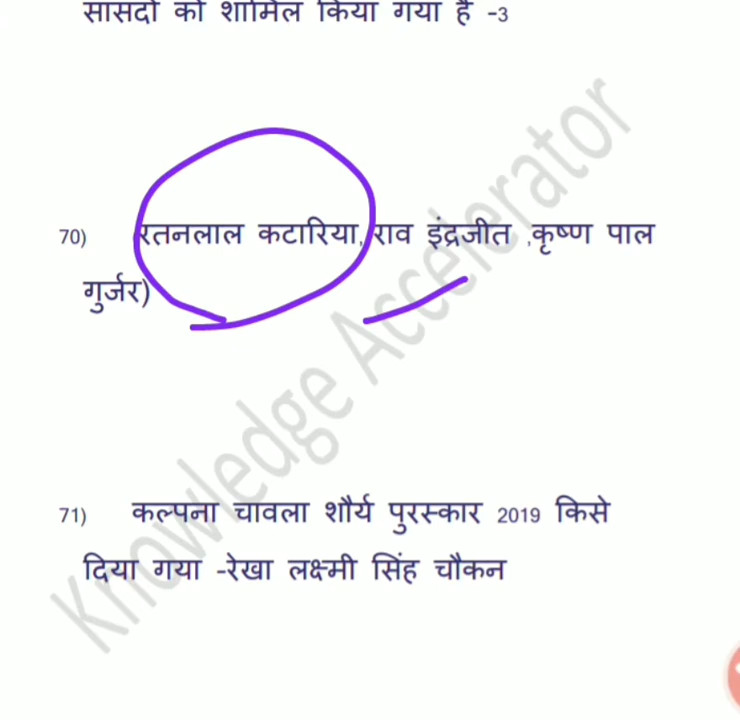 सांसदों को शामिल किया गया है -3
70) रतनलाल कटारिया, राव इंद्रजीत ,कृष्ण पाल
गुर्जर)
71) कल्पना चावला शौर्य पुरस्कार 2019 किसे
दिया गया -रेखा लक्ष्मी सिंह चौकन
Knowledge Accelerator